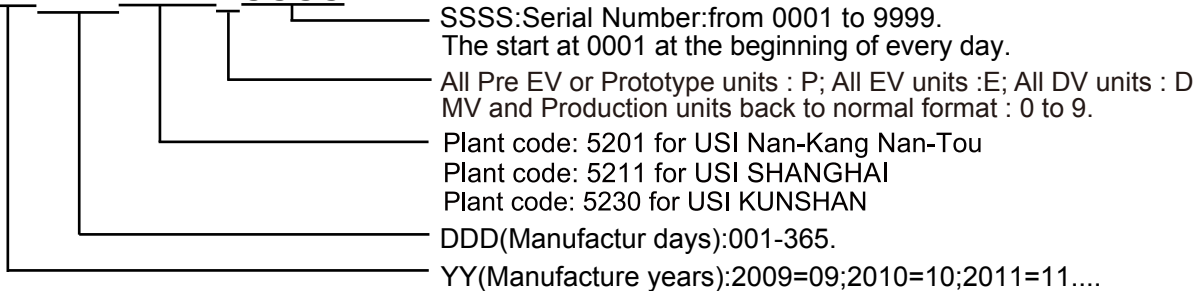 SSSS:Serial Number:from 0001 to 9999.
The start at 0001 at the beginning of every day.
All Pre EV or Prototype units : P; All EV units :E; All DV units : D
MV and Production units back to normal format : 0 to 9.
Plant code: 5201 for USI Nan-Kang Nan-Tou
Plant code: 5211 for USI SHANGHAI
Plant code: 5230 for USI KUNSHAN
DDD(Manufactur days):001-365.
YY(Manufacture years):2009=09;2010=10;2011=11....